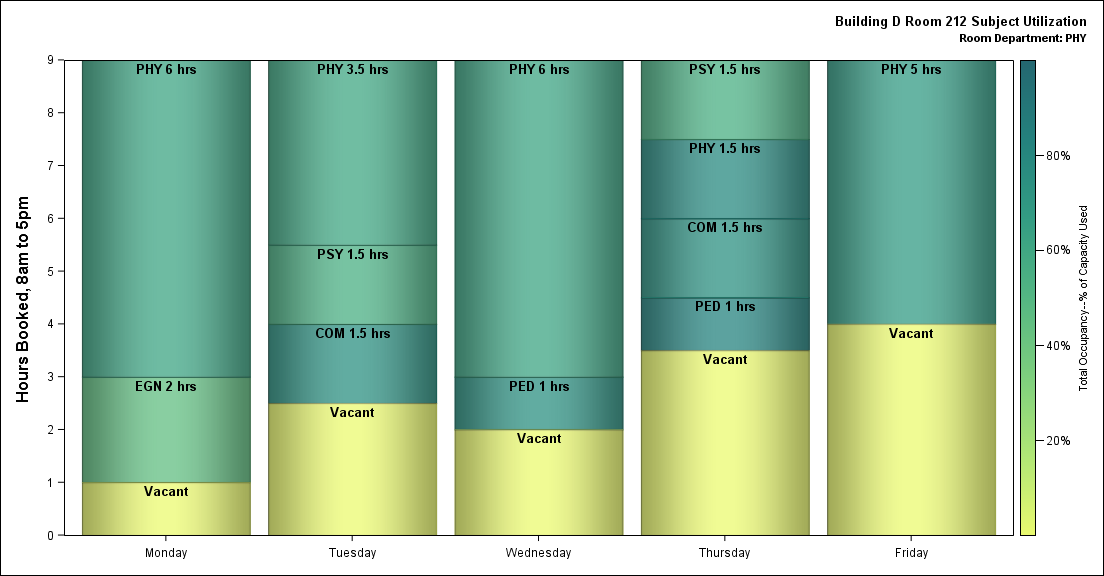 Building D Room 212 Subject Utilization
Room Department: PHY
Hours Booked, 8am to 5pm
9
8
7
6
5
4
3
2
1
0
PHY 6 hrs
EGN 2 hrs
Vacant
Monday
PHY 3.5 hrs
PSY 1.5 hrs
COM 1.5 hrs
Vacant
Tuesday
PHY 6 hrs
PED 1 hrs
Vacant
Wednesday
PSY 1.5 hrs
PHY 1.5 hrs
COM 1.5 hrs
PED 1 hrs
Vacant
Thursday
PHY 5 hrs
Vacant
Friday
80%
60%
40%
20%
Total Occupancy--% of Capacity Used